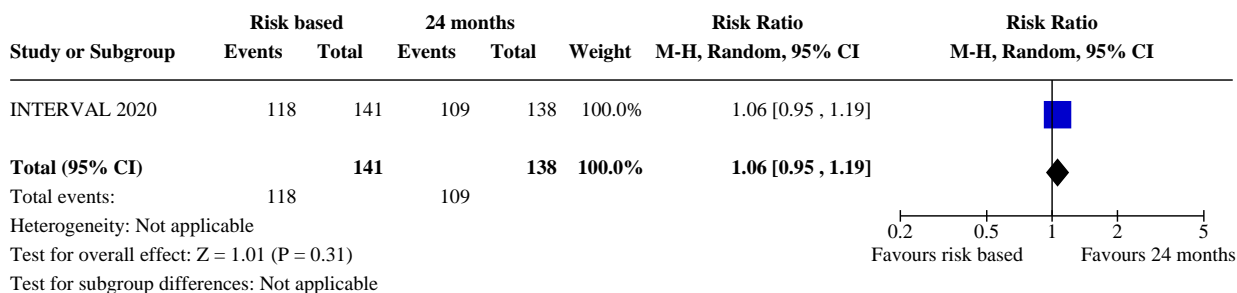 Risk based 24 months Risk Ratio Risk Ratio
Study or Subgroup Events Total Events Total Weight M-H, Random, 95% CI M-H, Random, 95% CI
INTERVAL 2020 118 141 109 138 100.0% 1.06 [0.95 , 1.19]
Total (95% CI) 141 138 100.0% 1.06 [0.95 , 1.19]
Total events: 118 109
Heterogeneity: Not applicable
0.2 0.5 1 2 5
Test for overall effect: Z = 1.01 (P = 0.31) Favours risk based Favours 24 months
Test for subgroup differences: Not applicable